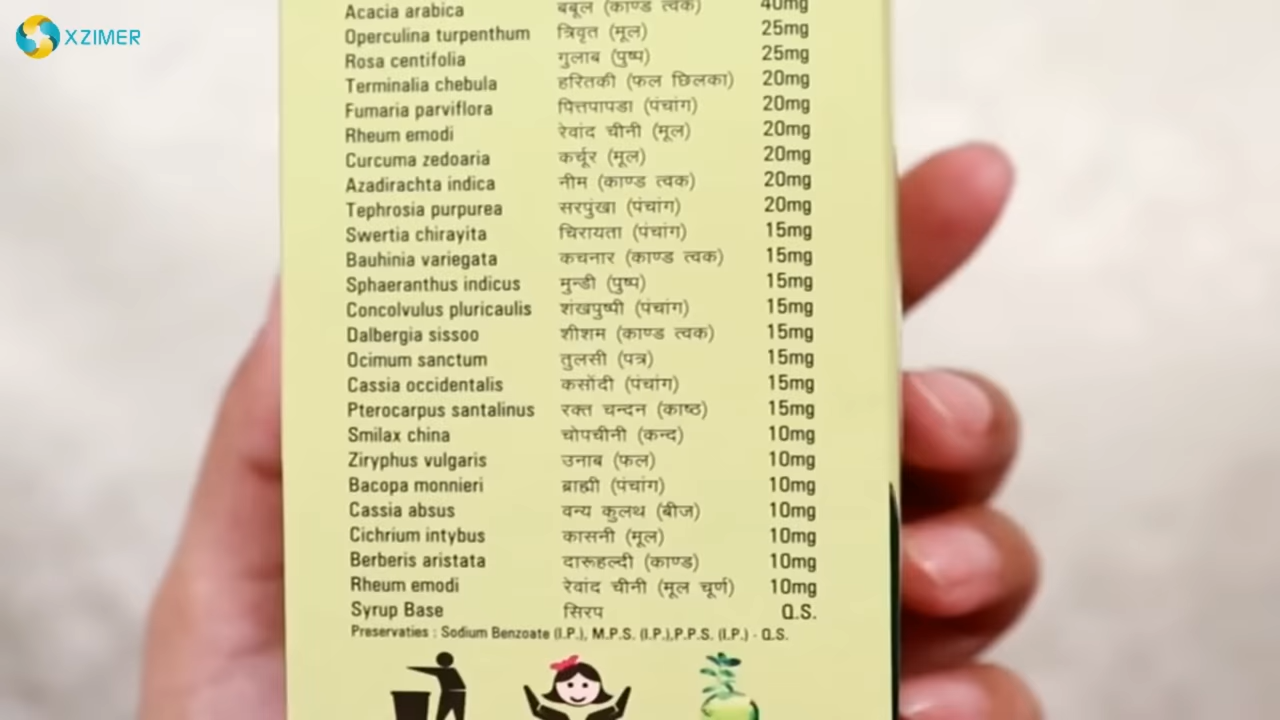 XZIMER
Acacia arabica बबूल (काण्ड त्वक) 40mg
Operculina turpenthum त्रिवृत (मूल) 25mg
Rosa centifolia गुलाब (पुष्प) 25mg
Terminalia chebula हरितकी (फल छिलका) 20mg
Fumaria parviflora पित्तपापडा (पंचांग) 20mg
Rheum emodi रेवांद चीनी (मूल) 20mg
Curcuma zedoaria कर्चूर (मूल) 20mg
Azadirachta indica नीम (काण्ड त्वक) 20mg
Tephrosia purpurea सरपुंखा (पंचांग) 20mg
Swertia chirayita चिरायता (पंचांग) 15mg
Bauhinia variegata कचनार (काण्ड त्वक) 15mg
Sphaeranthus indicus मुन्डी (पुष्प) 15mg
Concolvulus pluricaulis शंखपुष्पी (पंचांग) 15mg
Dalbergia sissoo शीशम (काण्ड त्वक) 15mg
Ocimum sanctum तुलसी (पत्र) 15mg
Cassia occidentalis कसोंदी (पंचांग) 15mg
Pterocarpus santalinus रक्त चन्दन (काष्ठ) 15mg
Smilax china चोपचीनी (कन्द) 10mg
Ziryphus vulgaris उनाब (फल) 10mg
Bacopa monnieri ब्राह्मी (पंचांग) 10mg
Cassia absus वन्य कुलथ (बीज) 10mg
Cichrium intybus कासनी (मूल) 10mg
Berberis aristata दारूहल्दी (काण्ड) 10mg
Rheum emodi रेवांद चीनी (मूल चूर्ण) 10mg
Syrup Base सिरप Q.S.
Preservaties : Sodium Benzoate (I.P.), M.P.S. (I.P.),P.P.S. (I.P.) - Q.S.